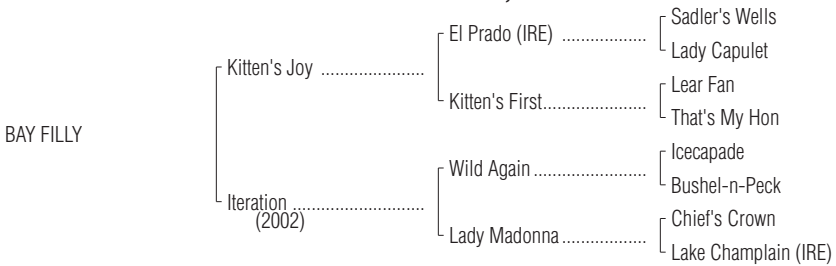 Sadler's Wells
El Prado (IRE) ..................
Lady Capulet
Kitten's Joy ......................
Lear Fan
Kitten's First......................
That's My Hon
BAY FILLY
Icecapade
Wild Again ........................
Bushel-n-Peck
Iteration ............................
(2002)
Chief's Crown
Lady Madonna..................
Lake Champlain (IRE)